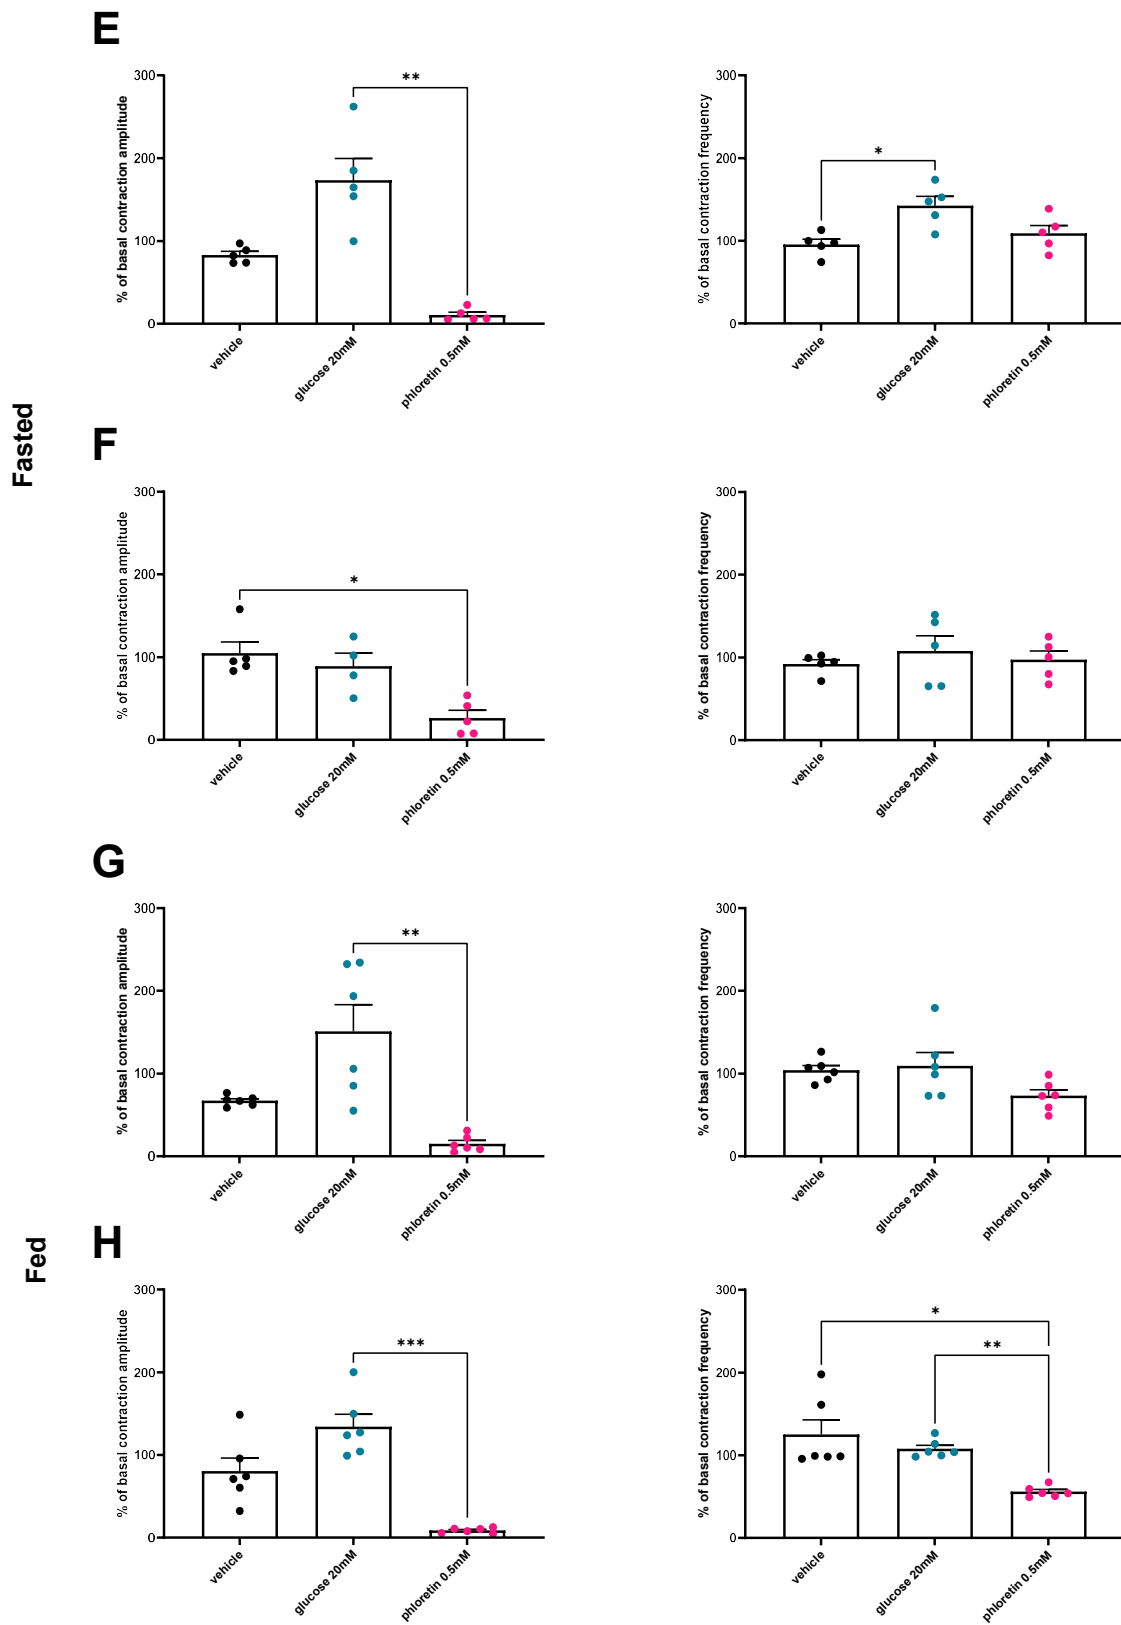 E
% of basal contraction amplitude
300
200
100
0
**
vehicle
glucose 20mM
phloretin 0.5mM
% of basal contraction frequency
300
200
100
0
*
vehicle
glucose 20mM
phloretin 0.5mM
Fasted
F
% of basal contraction amplitude
300
200
100
0
*
vehicle
glucose 20mM
phloretin 0.5mM
% of basal contraction frequency
300
200
100
0
vehicle
glucose 20mM
phloretin 0.5mM
G
% of basal contraction amplitude
300
200
100
0
**
vehicle
glucose 20mM
phloretin 0.5mM
% of basal contraction frequency
300
200
100
0
vehicle
glucose 20mM
phloretin 0.5mM
Fed
H
% of basal contraction amplitude
300
200
100
0
***
vehicle
glucose 20mM
phloretin 0.5mM
% of basal contraction frequency
300
200
100
0
*
**
vehicle
glucose 20mM
phloretin 0.5mM